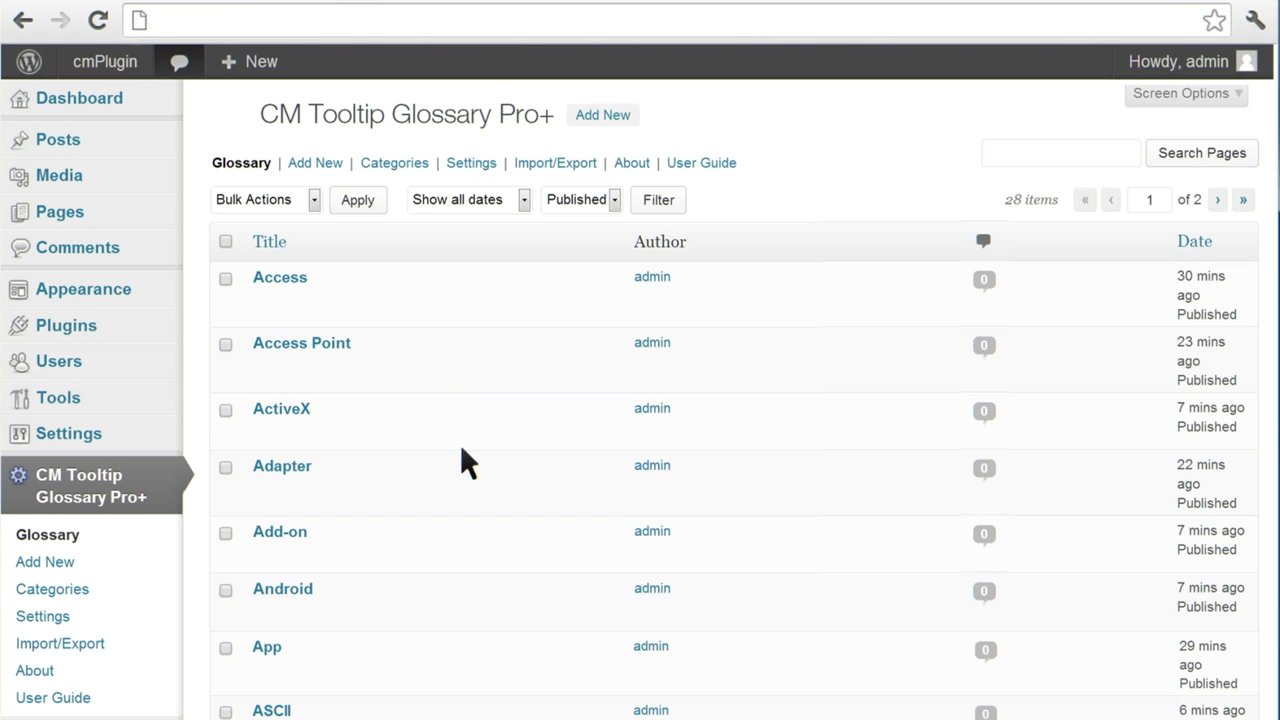 cmPlugin
+ New
Howdy, admin
Dashboard
Posts
Media
Pages
Comments
Appearance
Plugins
Users
Tools
Settings
CM Tooltip
Glossary Pro+
Glossary
Add New
Categories
Settings
Import/Export
About
User Guide
Screen Options
CM Tooltip Glossary Pro+ Add New
Glossary | Add New | Categories | Settings | Import/Export | About | User Guide
Search Pages
Bulk Actions Apply Show all dates Published Filter 28 items « ‹ 1 of 2 › »
Title Author Date
Access admin 0 30 mins
ago
Published
Access Point admin 0 23 mins
ago
Published
ActiveX admin 0 7 mins ago
Published
Adapter admin 0 22 mins
ago
Published
Add-on admin 0 7 mins ago
Published
Android admin 0 7 mins ago
Published
App admin 0 29 mins
ago
Published
ASCII admin 0 6 mins ago